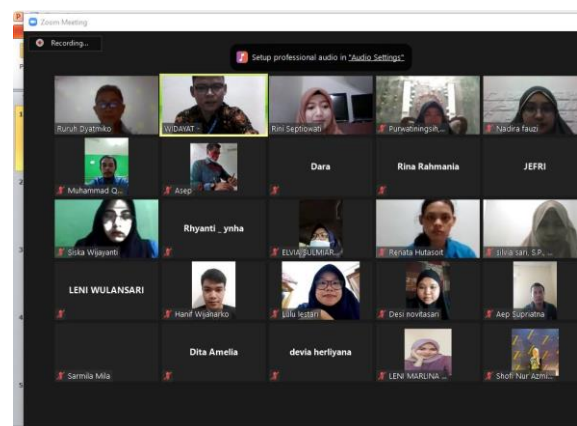 Zoom Meeting
Recording...
Setup professional audio in "Audio Settings"
Ruruh Dyatmiko
WIDAYAT -
Rini Septiowati
Purwatiningsih,...
Nadira fauzi
Muhammad Q...
Asep
Dara
Rina Rahmania
JEFRI
Siska Wijayanti
Rhyanti _ ynha
ELVIA SULMIAR...
Renata Hutasoit
silvia sari, S.P., ...
LENI WULANSARI
Hanif Wijanarko
Lulu lestari
Desi novitasari
Aep Supriatna
Sarmila Mila
Dita Amelia
devia herliyana
LENI MARLINA ...
Shofi Nur Azmi...